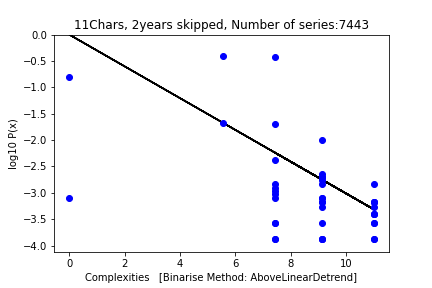 11Chars, 2years skipped, Number of series:7443
0.0
−0.5
−1.0
−1.5
−2.0
−2.5
−3.0
−3.5
−4.0
log10 P(x)
0 2 4 6 8 10
Complexities [Binarise Method: AboveLinearDetrend]